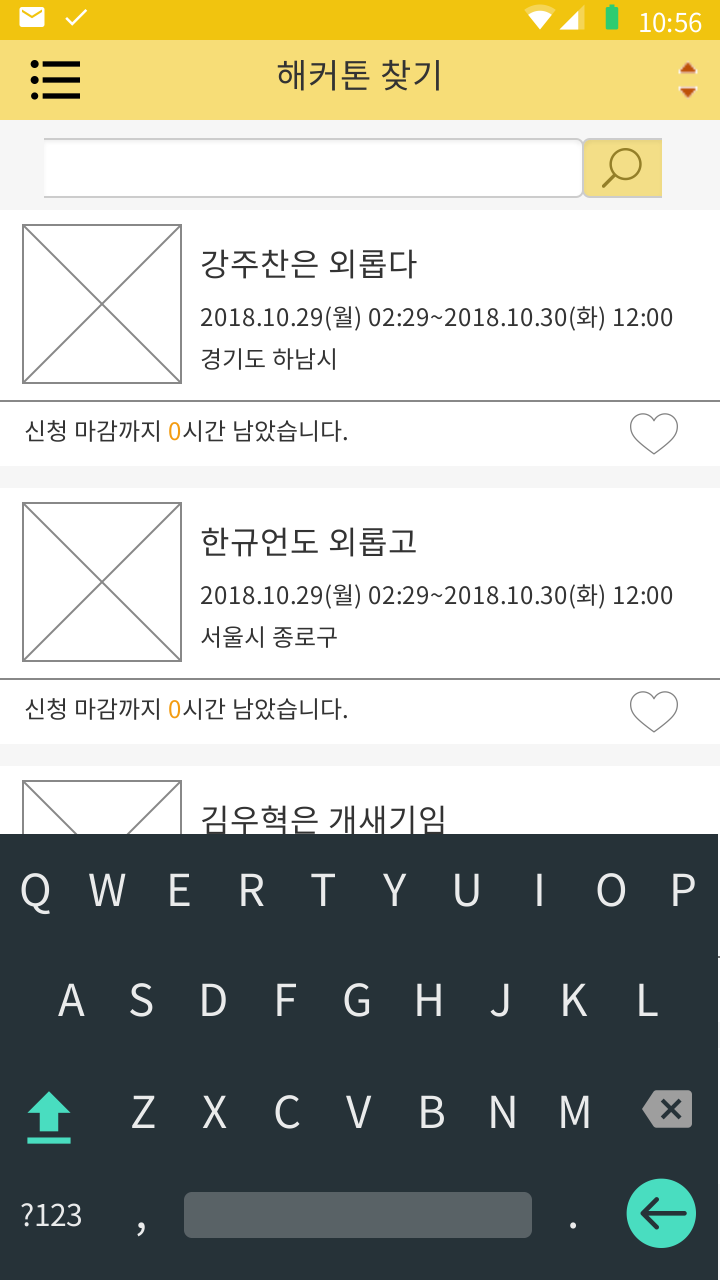 10:56
해커톤 찾기
강주찬은 외롭다
2018.10.29(월) 02:29~2018.10.30(화) 12:00
경기도 하남시
신청 마감까지 0시간 남았습니다.
한규언도 외롭고
2018.10.29(월) 02:29~2018.10.30(화) 12:00
서울시 종로구
신청 마감까지 0시간 남았습니다.
김우혁은 개새기임
Q W E R T Y U I O P
A S D F G H J K L
Z X C V B N M
?123 , .